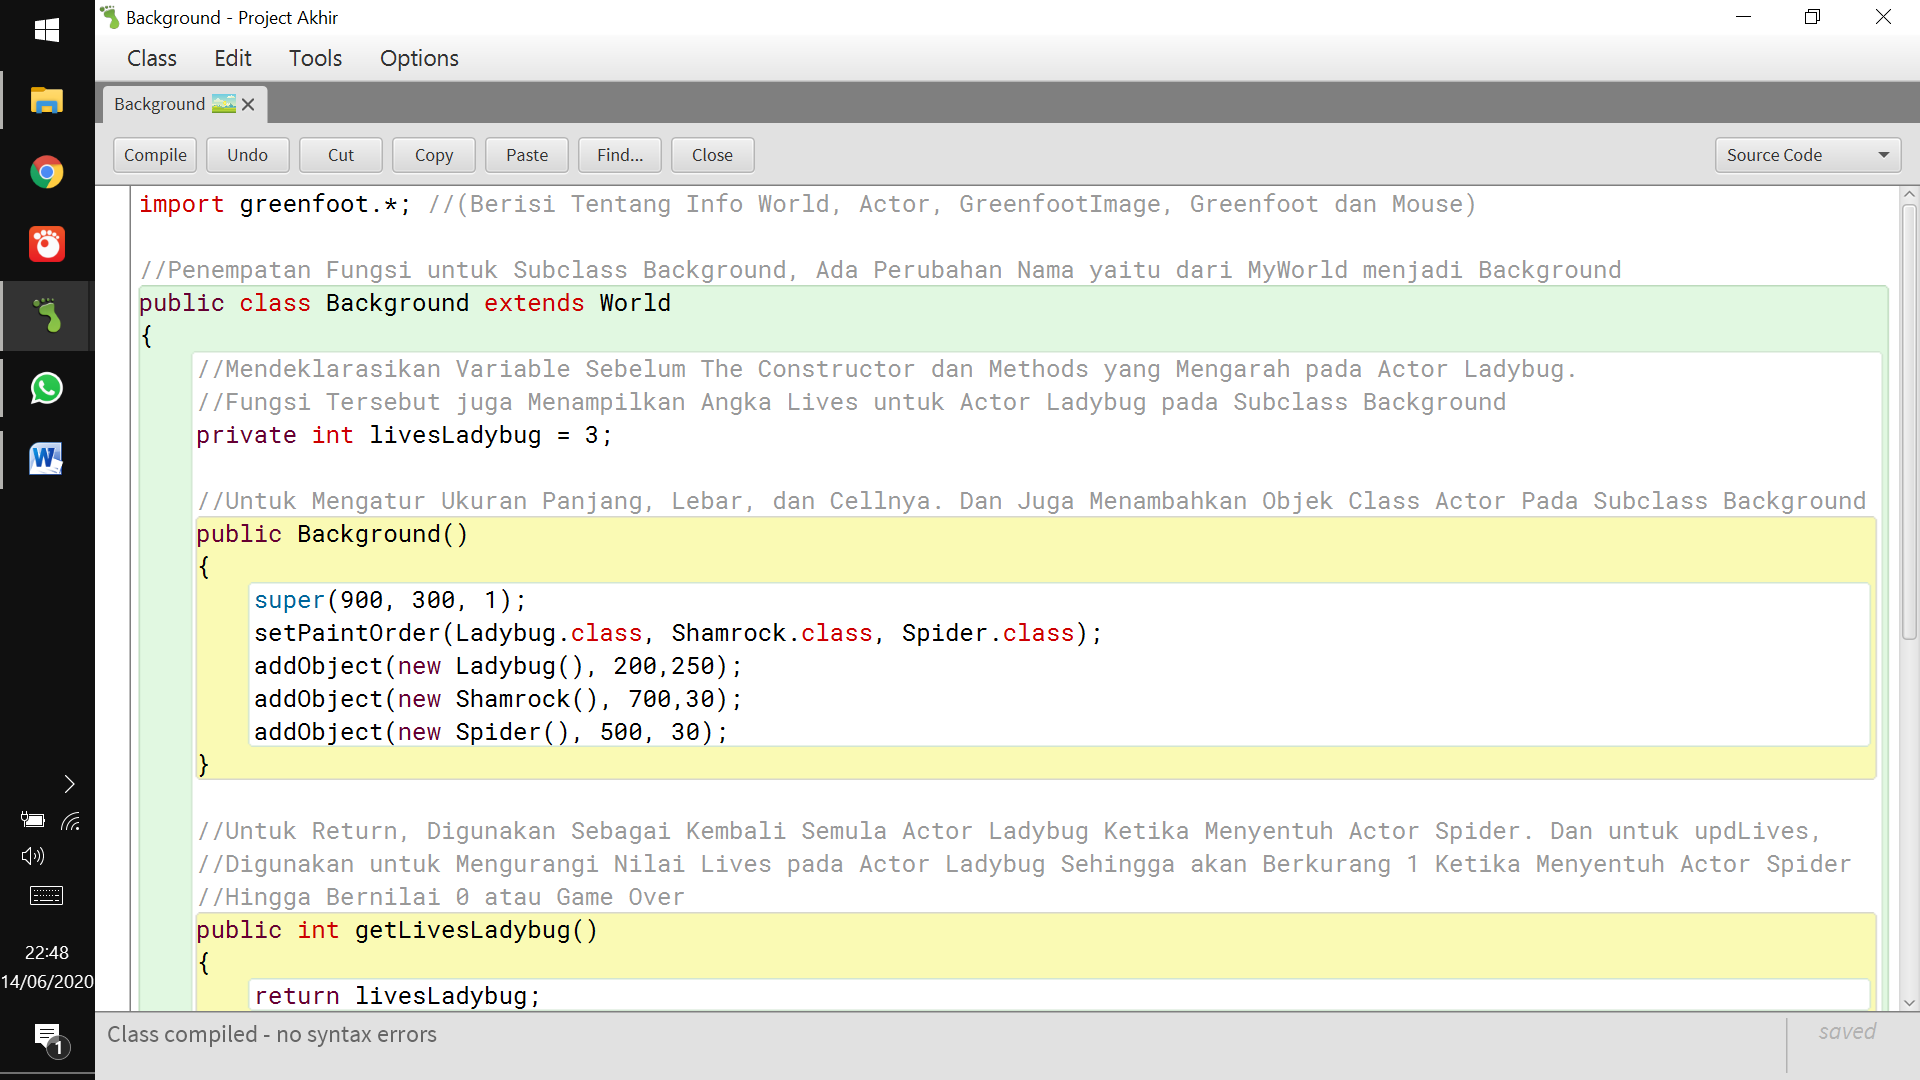 Background - Project Akhir
Class Edit Tools Options
Background
Compile Undo Cut Copy Paste Find... Close Source Code
import greenfoot.*; //(Berisi Tentang Info World, Actor, GreenfootImage, Greenfoot dan Mouse)
//Penempatan Fungsi untuk Subclass Background, Ada Perubahan Nama yaitu dari MyWorld menjadi Background
public class Background extends World
{
//Mendeklarasikan Variable Sebelum The Constructor dan Methods yang Mengarah pada Actor Ladybug.
//Fungsi Tersebut juga Menampilkan Angka Lives untuk Actor Ladybug pada Subclass Background
private int livesLadybug = 3;
//Untuk Mengatur Ukuran Panjang, Lebar, dan Cellnya. Dan Juga Menambahkan Objek Class Actor Pada Subclass Background
public Background()
{
super(900, 300, 1);
setPaintOrder(Ladybug.class, Shamrock.class, Spider.class);
addObject(new Ladybug(), 200,250);
addObject(new Shamrock(), 700,30);
addObject(new Spider(), 500, 30);
}
//Untuk Return, Digunakan Sebagai Kembali Semula Actor Ladybug Ketika Menyentuh Actor Spider. Dan untuk updLives,
//Digunakan untuk Mengurangi Nilai Lives pada Actor Ladybug Sehingga akan Berkurang 1 Ketika Menyentuh Actor Spider
//Hingga Bernilai 0 atau Game Over
public int getLivesLadybug()
{
return livesLadybug;
Class compiled - no syntax errors
saved
22:48
14/06/2020
1